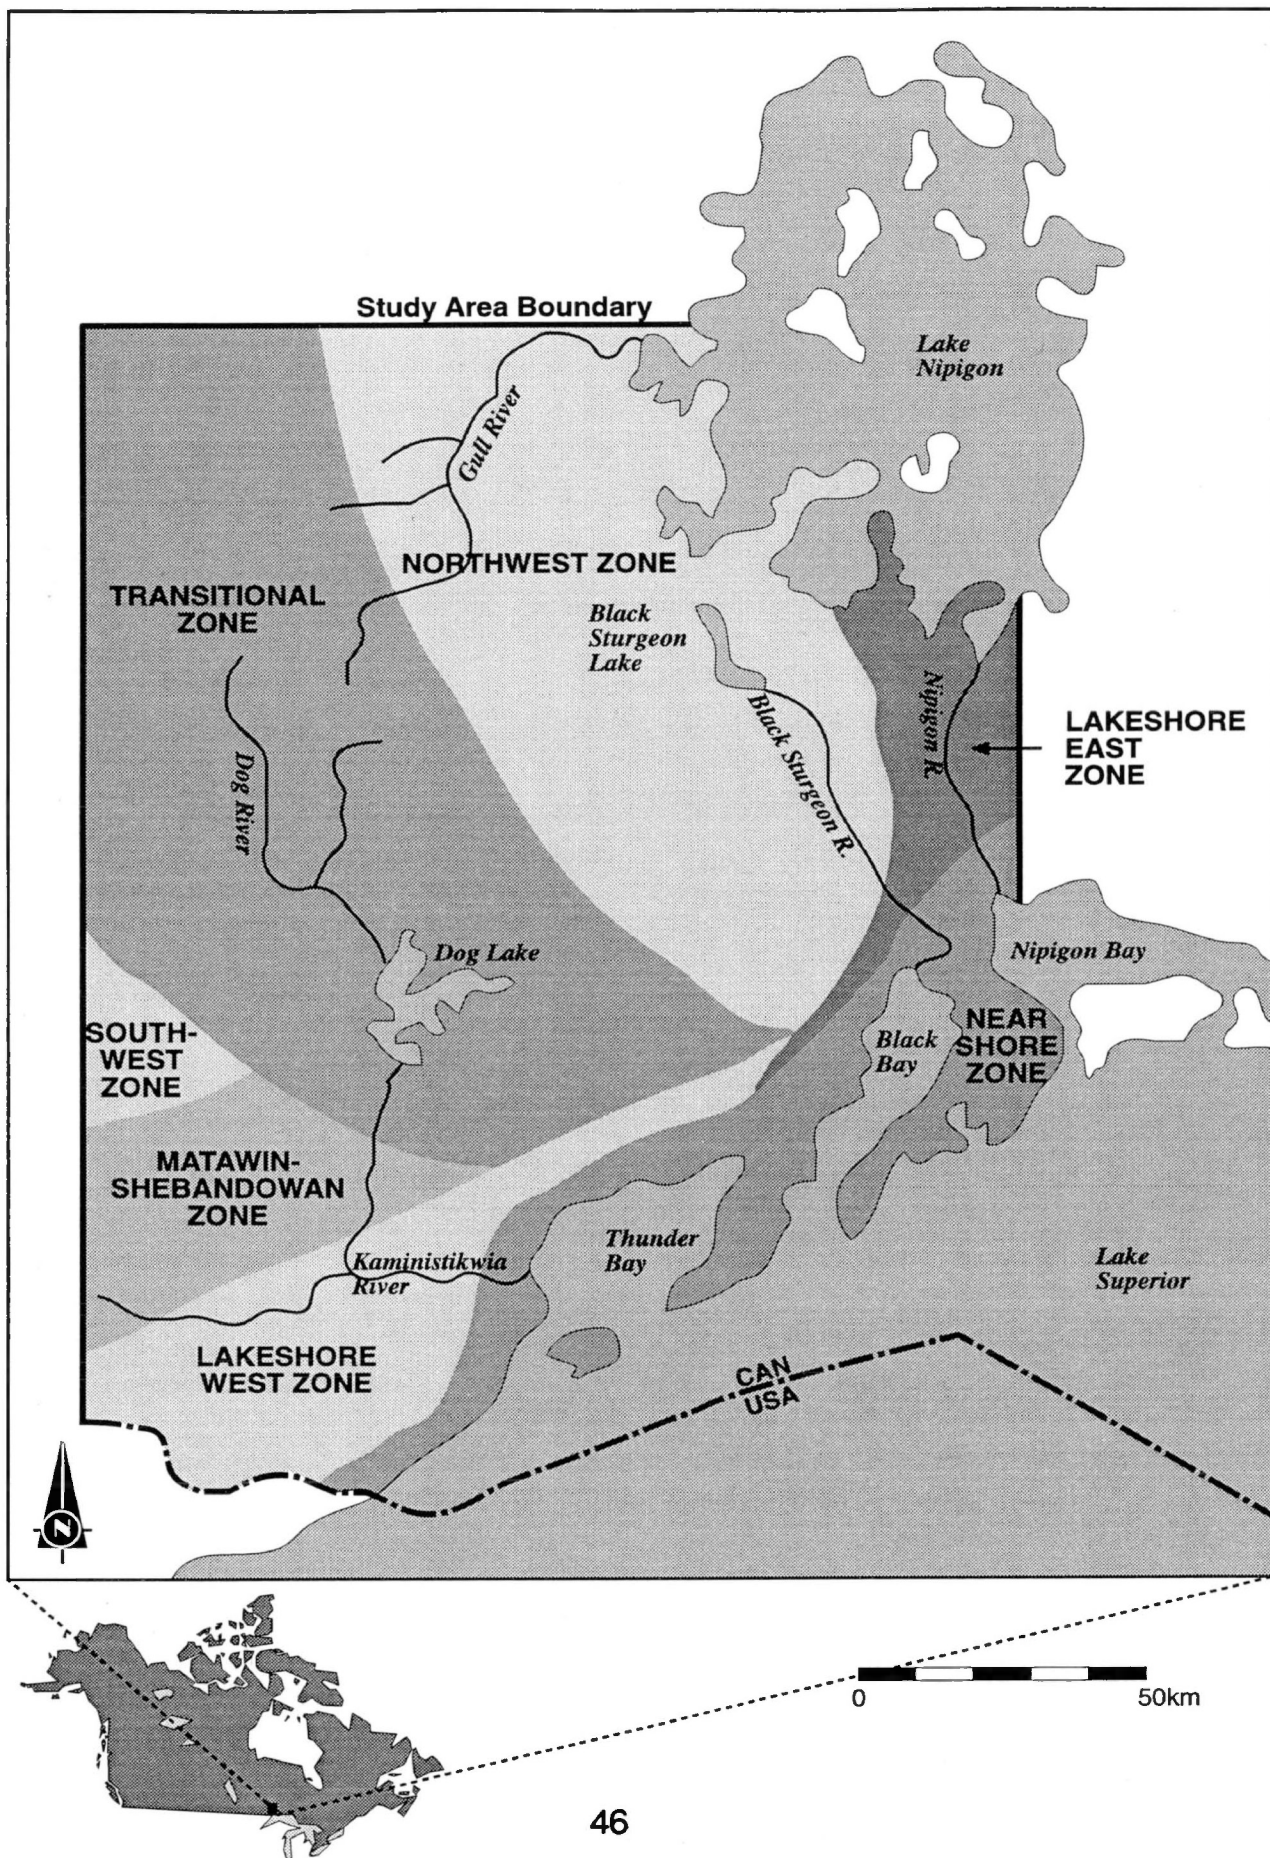 Study Area Boundary
Lake
Nipigon
Gull River
NORTHWEST ZONE
TRANSITIONAL
ZONE
Black
Sturgeon
Lake
Nipigon R.
Black Sturgeon R.
LAKESHORE
EAST
ZONE
Dog River
Dog Lake
Nipigon Bay
SOUTH-
WEST
ZONE
NEAR
SHORE
ZONE
Black
Bay
MATAWIN-
SHEBANDOWAN
ZONE
Thunder
Bay
Kaministikwia
River
Lake
Superior
LAKESHORE
WEST ZONE
CAN
USA
N
0 50km
46